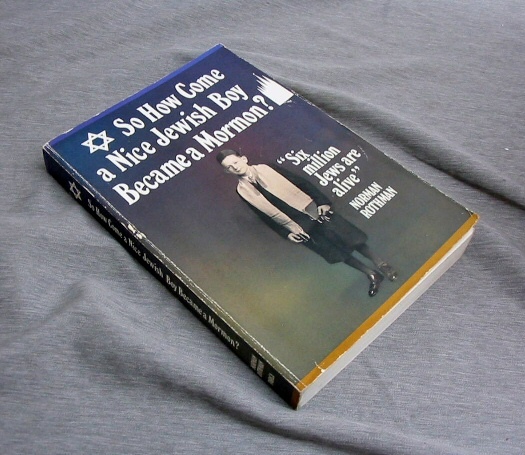 So How Come
a Nice Jewish Boy
Became a Mormon?
"Six
million
Jews are
alive"
NORMAN
ROTHMAN
So How Come a Nice Jewish Boy Became a Mormon?